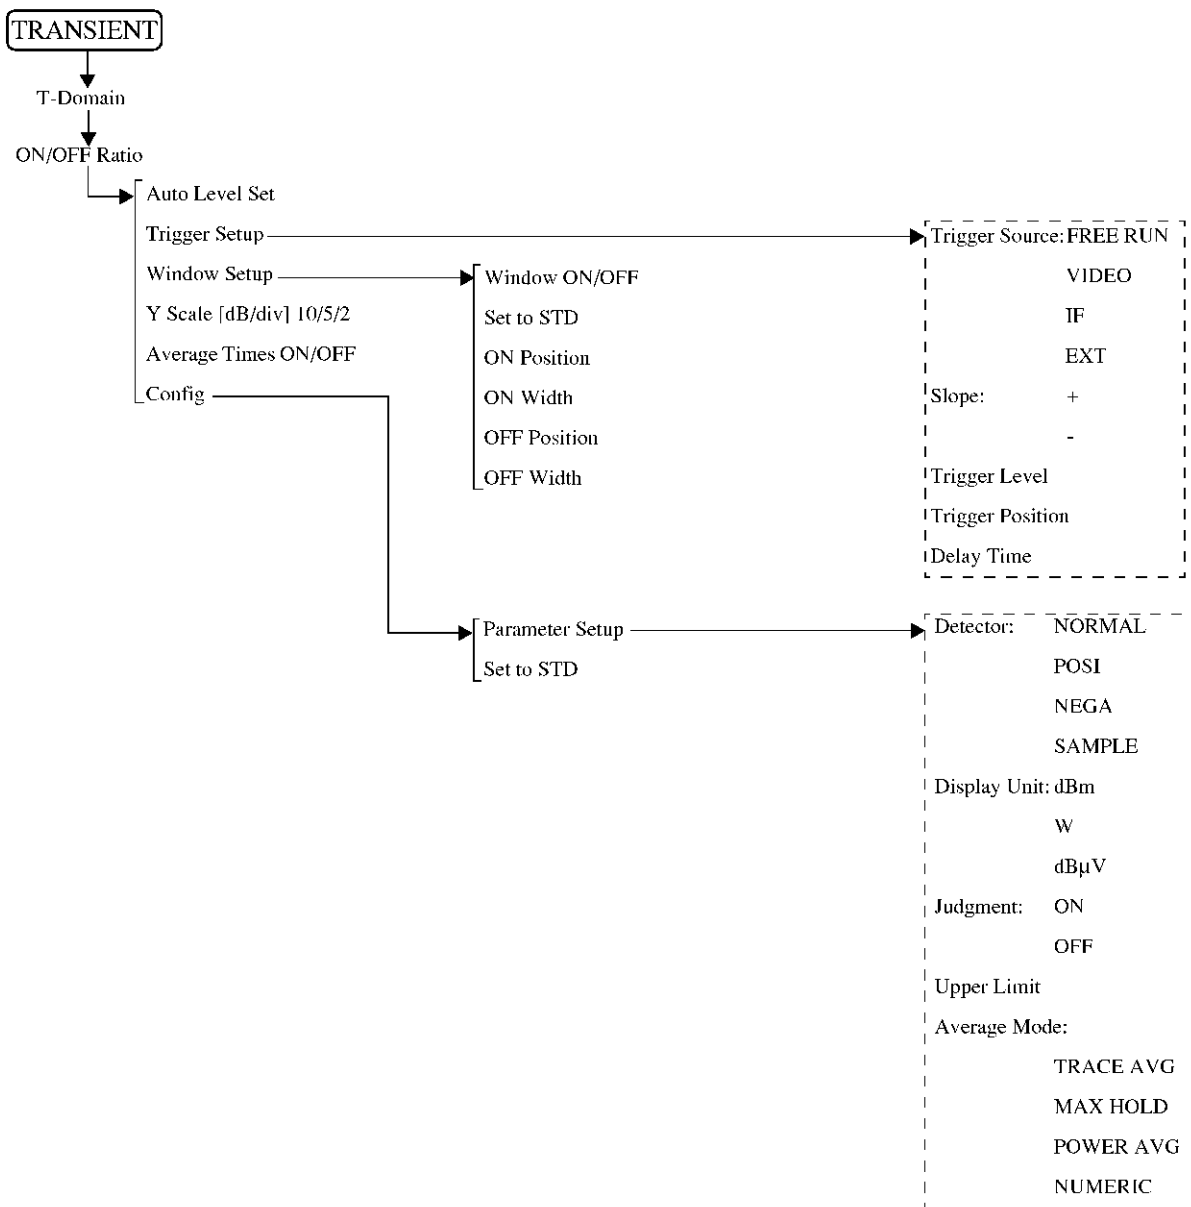 TRANSIENT
T-Domain
ON/OFF Ratio
Auto Level Set
Trigger Setup
Window Setup
Y Scale [dB/div] 10/5/2
Average Times ON/OFF
Config
Window ON/OFF
Set to STD
ON Position
ON Width
OFF Position
OFF Width
Trigger Source: FREE RUN
VIDEO
IF
EXT
Slope: +
-
Trigger Level
Trigger Position
Delay Time
Parameter Setup
Set to STD
Detector: NORMAL
POSI
NEGA
SAMPLE
Display Unit: dBm
W
dBµV
Judgment: ON
OFF
Upper Limit
Average Mode:
TRACE AVG
MAX HOLD
POWER AVG
NUMERIC